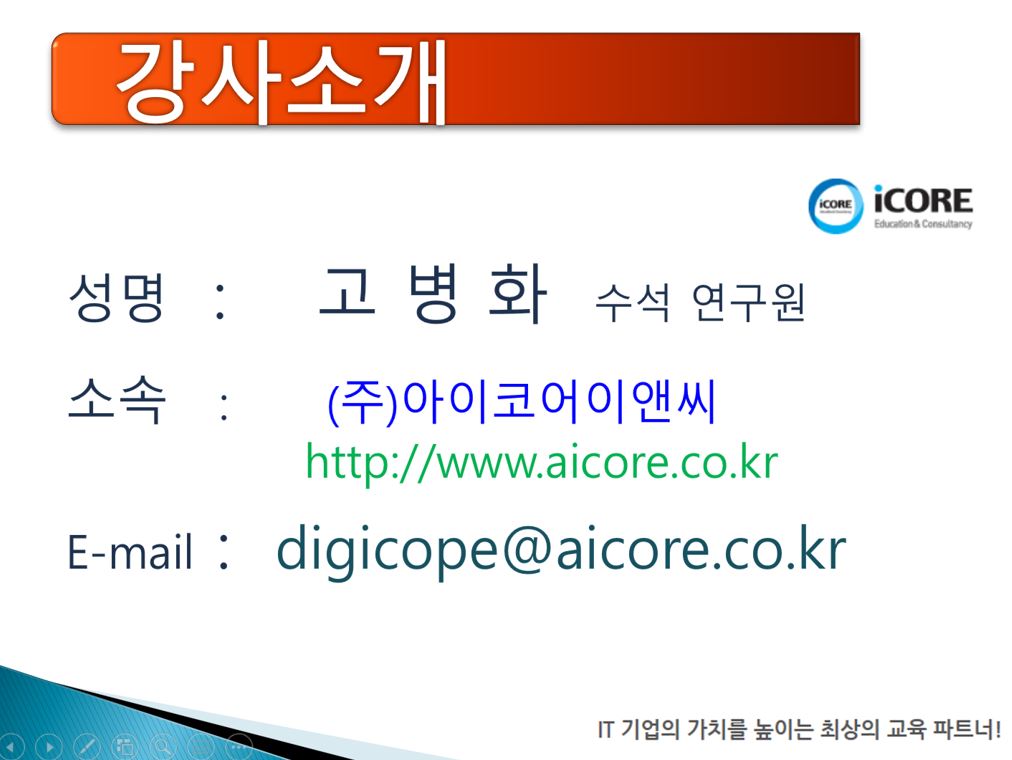 강사소개
iCORE iCORE
Education & Consultancy
성명 : 고 병 화 수석 연구원
소속 : (주)아이코어이앤씨
http://www.aicore.co.kr
E-mail : digicope@aicore.co.kr
IT 기업의 가치를 높이는 최상의 교육 파트너!